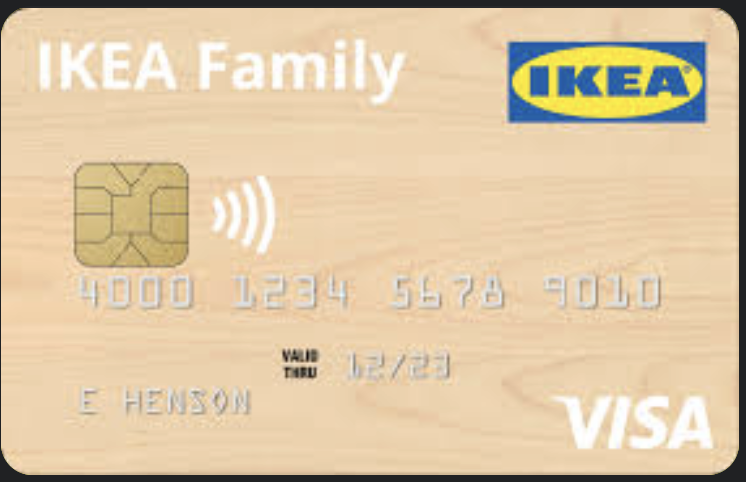 IKEA Family
IKEA
4000 1234 5678 9010
VALID THRU 12/23
E HENSON
VISA